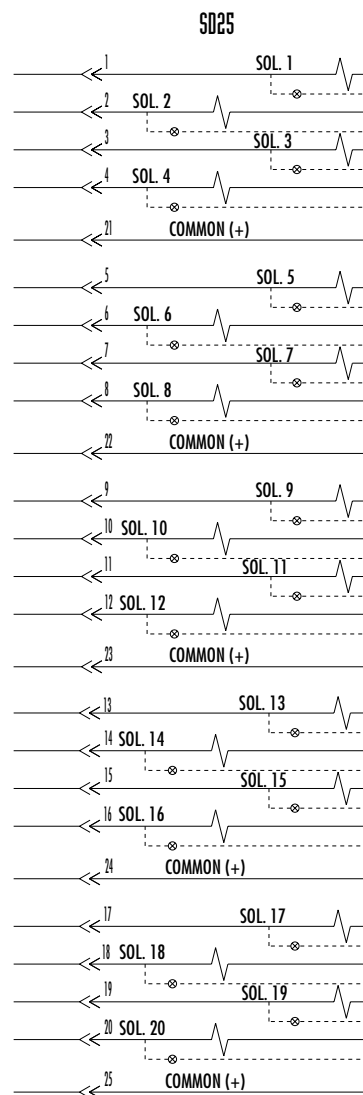 SD25
1 SOL. 1
2 SOL. 2
3 SOL. 3
4 SOL. 4
21 COMMON (+)
5 SOL. 5
6 SOL. 6
7 SOL. 7
8 SOL. 8
22 COMMON (+)
9 SOL. 9
10 SOL. 10
11 SOL. 11
12 SOL. 12
23 COMMON (+)
13 SOL. 13
14 SOL. 14
15 SOL. 15
16 SOL. 16
24 COMMON (+)
17 SOL. 17
18 SOL. 18
19 SOL. 19
20 SOL. 20
25 COMMON (+)